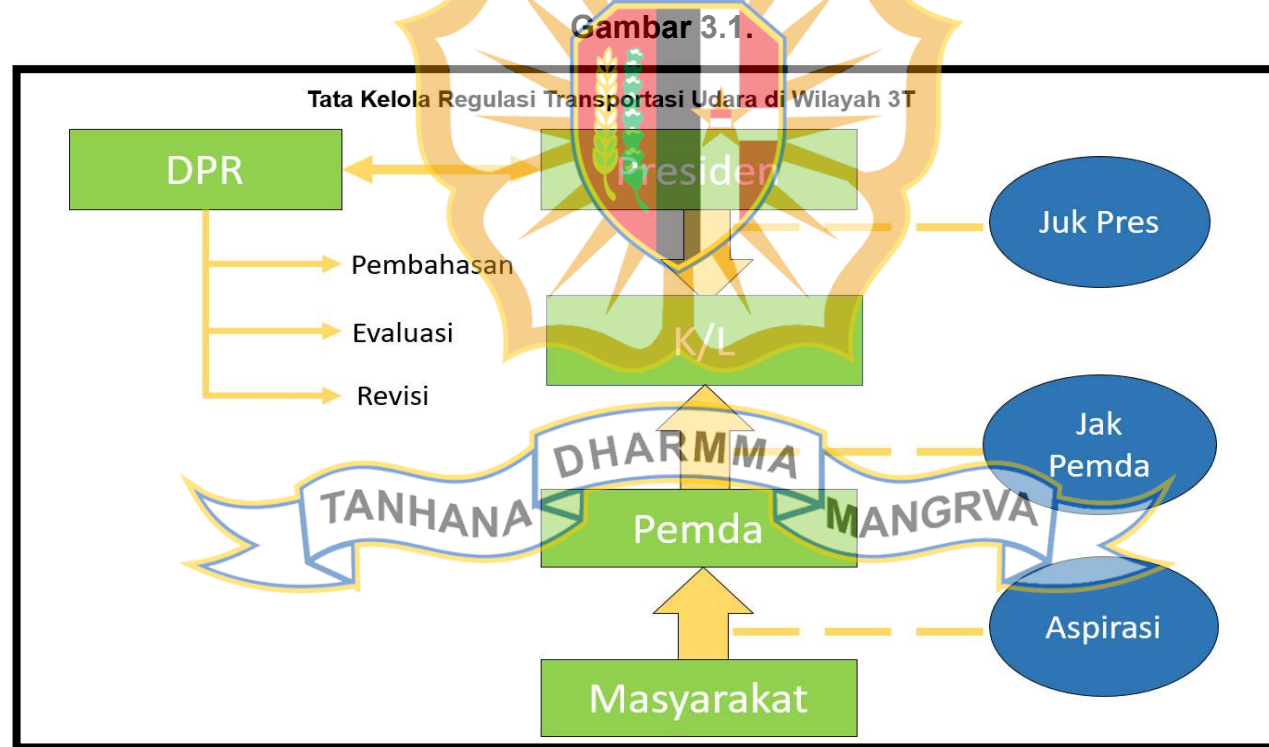 Gambar 3.1.
Tata Kelola Regulasi Transportasi Udara di Wilayah 3T
DPR
Presiden
Juk Pres
Pembahasan
Evaluasi
K/L
Revisi
Jak
Pemda
TANHANA DHARMMA MANGRVA
Pemda
Aspirasi
Masyarakat